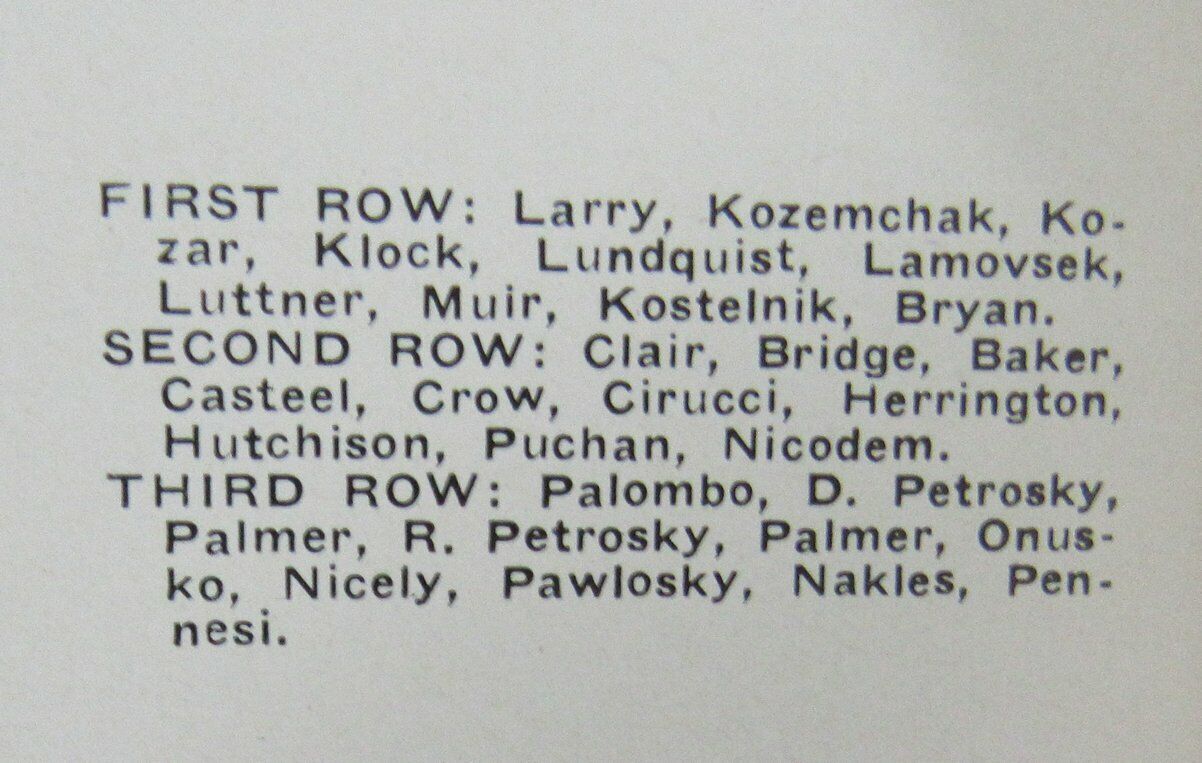 FIRST ROW: Larry, Kozemchak, Ko-
zar, Klock, Lundquist, Lamovsek,
Luttner, Muir, Kostelnik, Bryan.
SECOND ROW: Clair, Bridge, Baker,
Casteel, Crow, Cirucci, Herrington,
Hutchison, Puchan, Nicodem.
THIRD ROW: Palombo, D. Petrosky,
Palmer, R. Petrosky, Palmer, Onus-
ko, Nicely, Pawlosky, Nakles, Pen-
nesi.